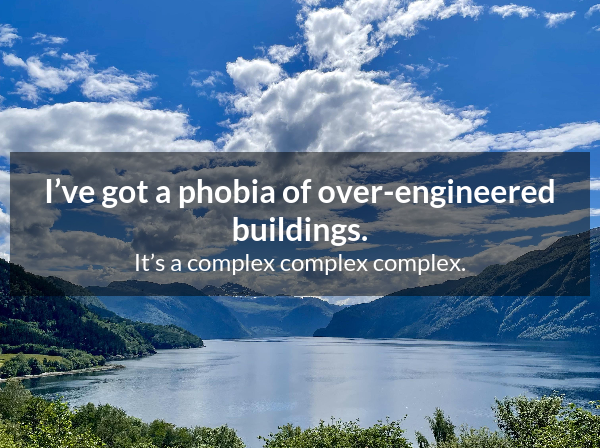 I’ve got a phobia of over-engineered
buildings.
It’s a complex complex complex.